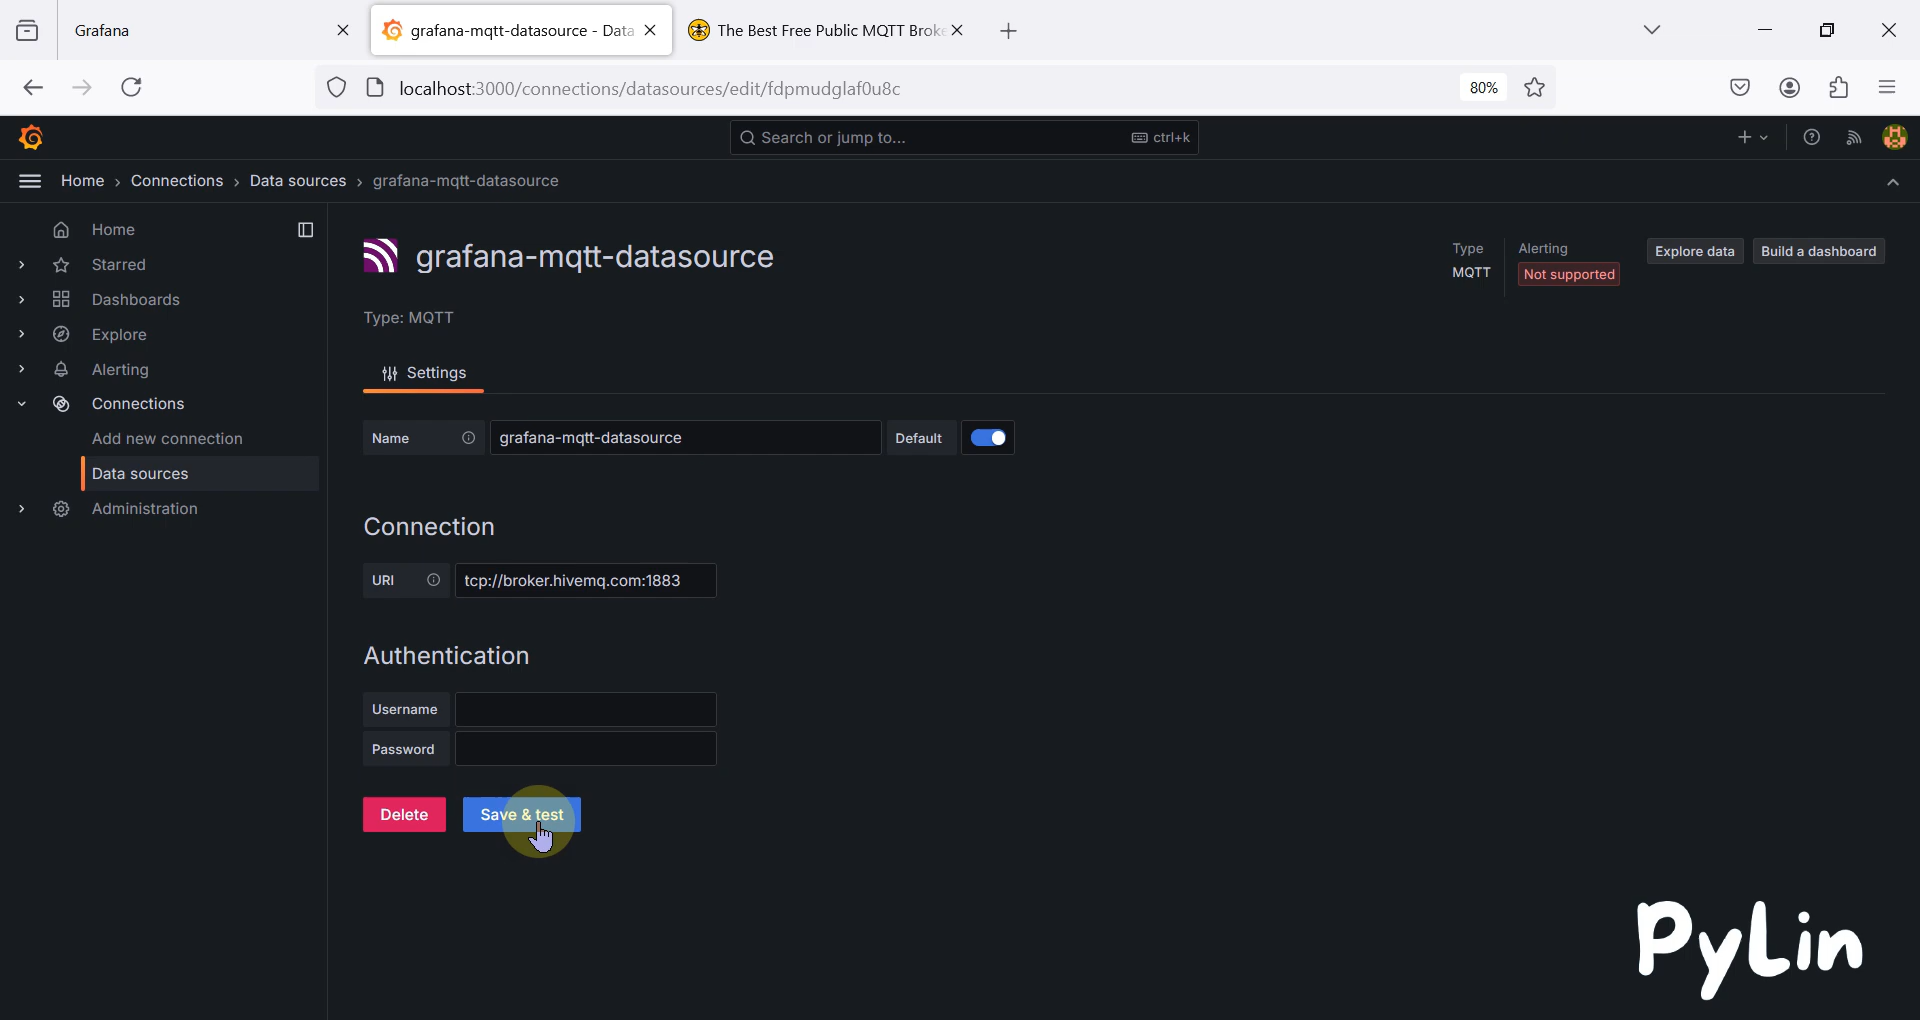 Grafana
grafana-mqtt-datasource - Data
The Best Free Public MQTT Broke
localhost:3000/connections/datasources/edit/fdpmudglaf0u8c
80%
Search or jump to...
ctrl+k
Home › Connections › Data sources › grafana-mqtt-datasource
Home
Starred
Dashboards
Explore
Alerting
Connections
Add new connection
Data sources
Administration
grafana-mqtt-datasource
Type: MQTT
Type
MQTT
Alerting
Not supported
Explore data
Build a dashboard
Settings
Name
grafana-mqtt-datasource
Default
Connection
URI
tcp://broker.hivemq.com:1883
Authentication
Username
Password
Delete
Save & test
PyLin